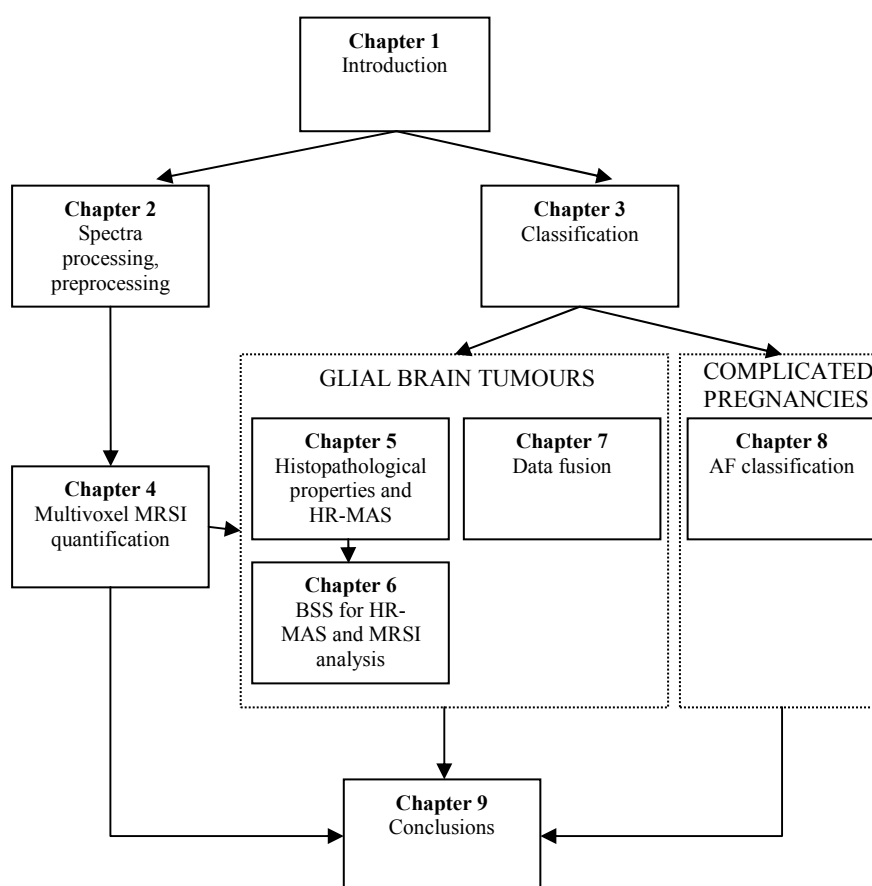 Chapter 1
Introduction
Chapter 2
Spectra
processing,
preprocessing
Chapter 3
Classification
GLIAL BRAIN TUMOURS
COMPLICATED
PREGNANCIES
Chapter 5
Histopathological
properties and
HR-MAS
Chapter 7
Data fusion
Chapter 8
AF classification
Chapter 4
Multivoxel MRSI
quantification
Chapter 6
BSS for HR-
MAS and MRSI
analysis
Chapter 9
Conclusions